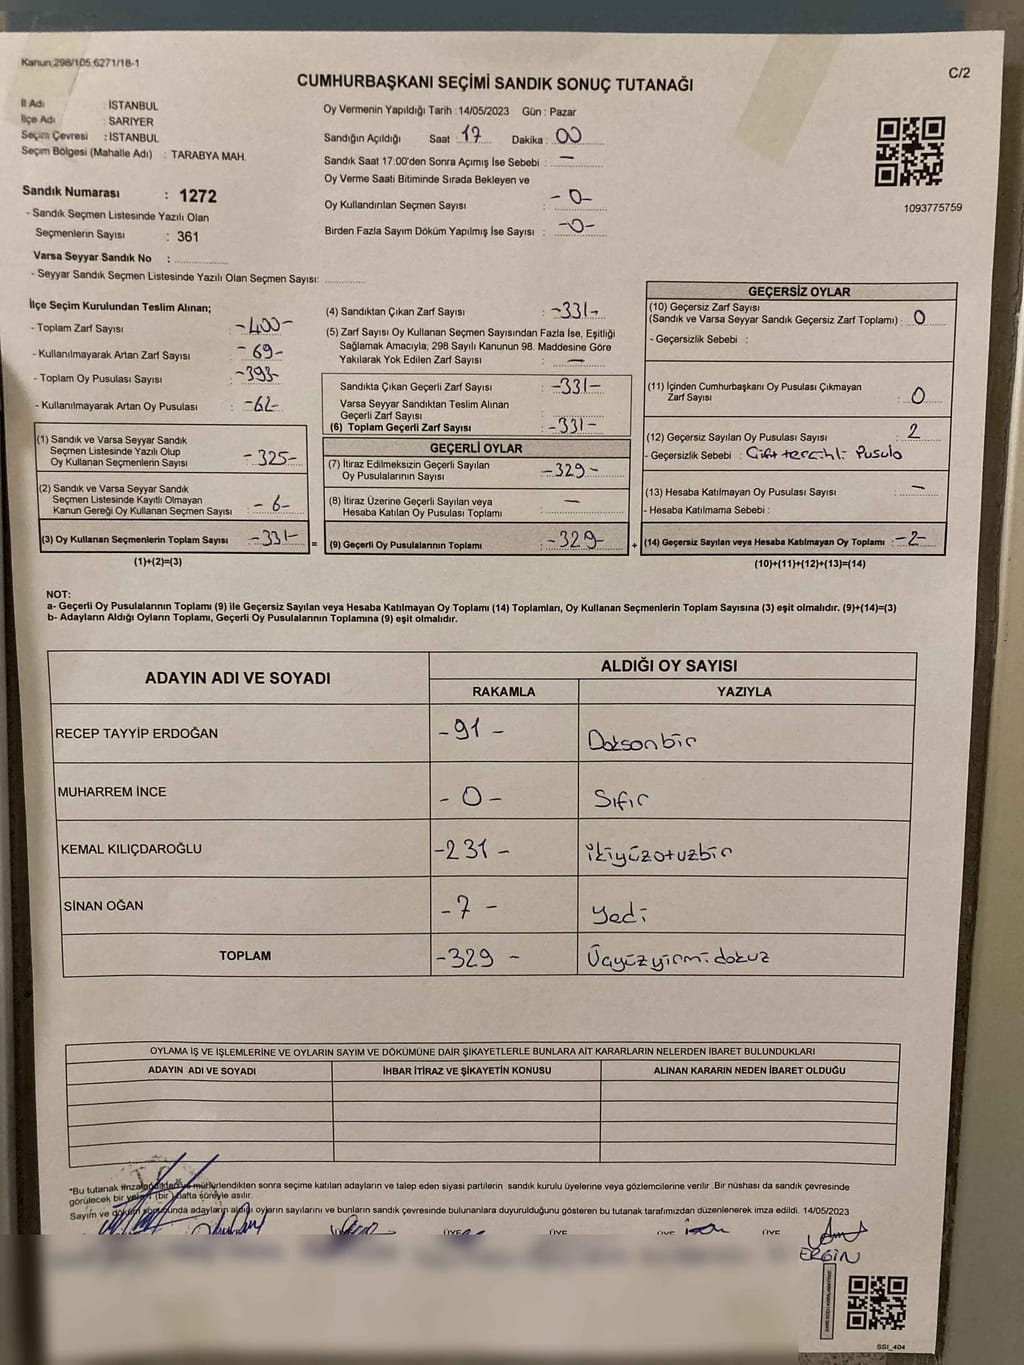 Kanun.298/105,6271/18-1
C/2
CUMHURBAŞKANI SEÇİMİ SANDIK SONUÇ TUTANAĞI
İl Adı : İSTANBUL
İlçe Adı : SARIYER
Seçim Çevresi : İSTANBUL
Seçim Bölgesi (Mahalle Adı) : TARABYA MAH.
Sandık Numarası : 1272
- Sandık Seçmen Listesinde Yazılı Olan
Seçmenlerin Sayısı : 361
Varsa Seyyar Sandık No :
- Seyyar Sandık Seçmen Listesinde Yazılı Olan Seçmen Sayısı:
Oy Vermenin Yapıldığı Tarih : 14/05/2023 Gün : Pazar
Sandığın Açıldığı Saat : 17 Dakika : 00
Sandık Saat 17:00'den Sonra Açımış İse Sebebi : —
Oy Verme Saati Bitiminde Sırada Bekleyen ve
Oy Kullandırılan Seçmen Sayısı : -0-
Birden Fazla Sayım Döküm Yapılmış İse Sayısı : -0-
1093775759
İlçe Seçim Kurulundan Teslim Alınan;
- Toplam Zarf Sayısı : -400-
- Kullanılmayarak Artan Zarf Sayısı : -69-
- Toplam Oy Pusulası Sayısı : -393-
- Kullanılmayarak Artan Oy Pusulası : -62-
(1) Sandık ve Varsa Seyyar Sandık
Seçmen Listesinde Yazılı Olup
Oy Kullanan Seçmenlerin Sayısı : -325-
(2) Sandık ve Varsa Seyyar Sandık
Seçmen Listesinde Kayıtlı Olmayan
Kanun Gereği Oy Kullanan Seçmen Sayısı : -6-
(3) Oy Kullanan Seçmenlerin Toplam Sayısı : -331-
(1)+(2)=(3)
(4) Sandıktan Çıkan Zarf Sayısı : -331-
(5) Zarf Sayısı Oy Kullanan Seçmen Sayısından Fazla İse, Eşitliği
Sağlamak Amacıyla; 298 Sayılı Kanunun 98. Maddesine Göre
Yakılarak Yok Edilen Zarf Sayısı : —
Sandıkta Çıkan Geçerli Zarf Sayısı : -331-
Varsa Seyyar Sandıktan Teslim Alınan
Geçerli Zarf Sayısı :
(6) Toplam Geçerli Zarf Sayısı : -331-
GEÇERLİ OYLAR
(7) İtiraz Edilmeksizin Geçerli Sayılan
Oy Pusulalarının Sayısı : -329-
(8) İtiraz Üzerine Geçerli Sayılan veya
Hesaba Katılan Oy Pusulası Toplamı : —
= (9) Geçerli Oy Pusulalarının Toplamı : -329-
GEÇERSİZ OYLAR
(10) Geçersiz Zarf Sayısı
(Sandık ve Varsa Seyyar Sandık Geçersiz Zarf Toplamı) : 0
- Geçersizlik Sebebi :
(11) İçinden Cumhurbaşkanı Oy Pusulası Çıkmayan
Zarf Sayısı : 0
(12) Geçersiz Sayılan Oy Pusulası Sayısı : 2
- Geçersizlik Sebebi : Çift tercihli Pusula
(13) Hesaba Katılmayan Oy Pusulası Sayısı : —
- Hesaba Katılmama Sebebi :
+ (14) Geçersiz Sayılan veya Hesaba Katılmayan Oy Toplamı : -2-
(10)+(11)+(12)+(13)=(14)
NOT:
a- Geçerli Oy Pusulalarının Toplamı (9) ile Geçersiz Sayılan veya Hesaba Katılmayan Oy Toplamı (14) Toplamları, Oy Kullanan Seçmenlerin Toplam Sayısına (3) eşit olmalıdır. (9)+(14)=(3)
b- Adayların Aldığı Oyların Toplamı, Geçerli Oy Pusulalarının Toplamına (9) eşit olmalıdır.
ADAYIN ADI VE SOYADI
ALDIĞI OY SAYISI
RAKAMLA YAZIYLA
RECEP TAYYİP ERDOĞAN -91- Doksanbir
MUHARREM İNCE -0- Sıfır
KEMAL KILIÇDAROĞLU -231- ikiyüzotuzbir
SİNAN OĞAN -7- yedi
TOPLAM -329- Üçyüzyirmidokuz
OYLAMA İŞ VE İŞLEMLERİNE VE OYLARIN SAYIM VE DÖKÜMÜNE DAİR ŞİKAYETLERLE BUNLARA AİT KARARLARIN NELERDEN İBARET BULUNDUKLARI
ADAYIN ADI VE SOYADI İHBAR İTİRAZ VE ŞİKAYETİN KONUSU ALINAN KARARIN NEDEN İBARET OLDUĞU
*Bu tutanak imzalandıktan ve mühürlendikten sonra seçime katılan adayların ve talep eden siyasi partilerin sandık kurulu üyelerine veya gözlemcilerine verilir .Bir nüshası da sandık çevresinde
görülecek bir yere 1 (bir) hafta süreyle asılır.
Sayım ve döküm sonucunda adayların aldığı oyların sayılarını ve bunların sandık çevresinde bulunanlara duyurulduğunu gösteren bu tutanak tarafımızdan düzenlenerek imza edildi. 14/05/2023
ÜYE ÜYE ÜYE ÜYE
ERGİN
SSI_404